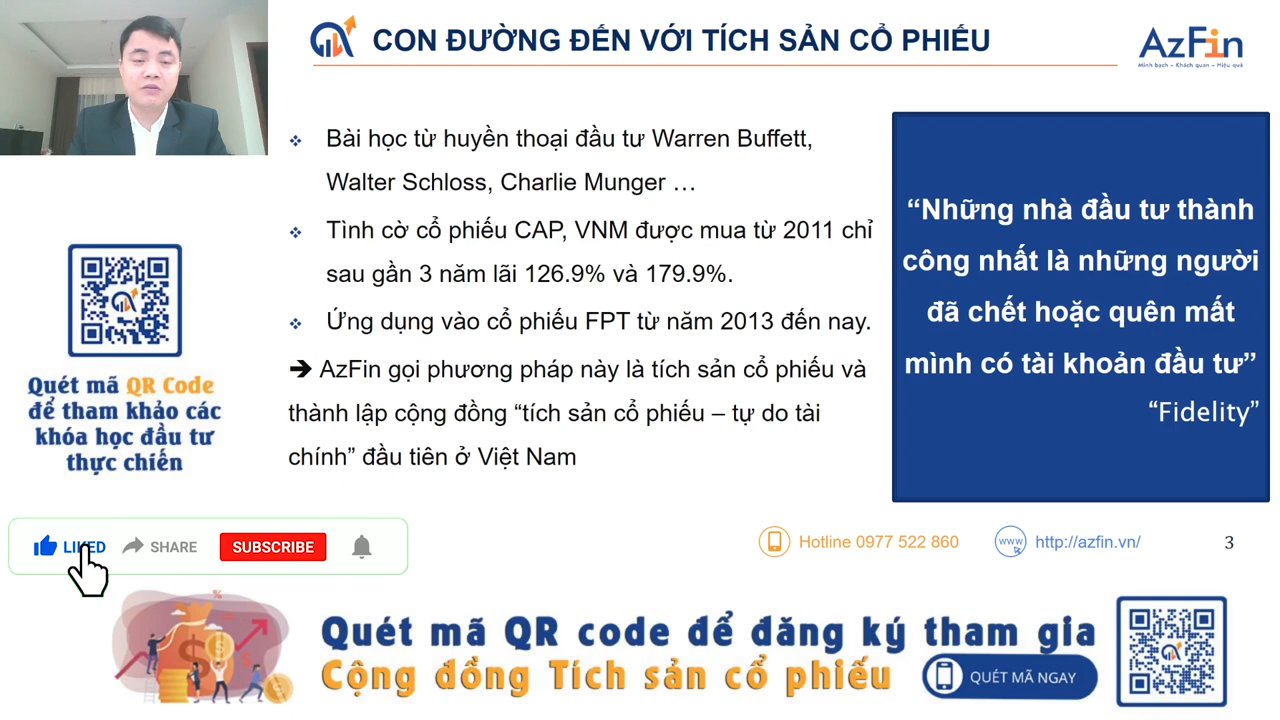 CON ĐƯỜNG ĐẾN VỚI TÍCH SẢN CỔ PHIẾU
AzFin
Minh bạch – Khách quan – Hiệu quả
Bài học từ huyền thoại đầu tư Warren Buffett,
Walter Schloss, Charlie Munger …
Tình cờ cổ phiếu CAP, VNM được mua từ 2011 chỉ
sau gần 3 năm lãi 126.9% và 179.9%.
Ứng dụng vào cổ phiếu FPT từ năm 2013 đến nay.
➔ AzFin gọi phương pháp này là tích sản cổ phiếu và
thành lập cộng đồng “tích sản cổ phiếu – tự do tài
chính” đầu tiên ở Việt Nam
“Những nhà đầu tư thành
công nhất là những người
đã chết hoặc quên mất
mình có tài khoản đầu tư”
“Fidelity”
Quét mã QR Code
để tham khảo các
khóa học đầu tư
thực chiến
LIKED SHARE SUBSCRIBE
Hotline 0977 522 860
www
http://azfin.vn/
3
Quét mã QR code để đăng ký tham gia
Cộng đồng Tích sản cổ phiếu
QUÉT MÃ NGAY